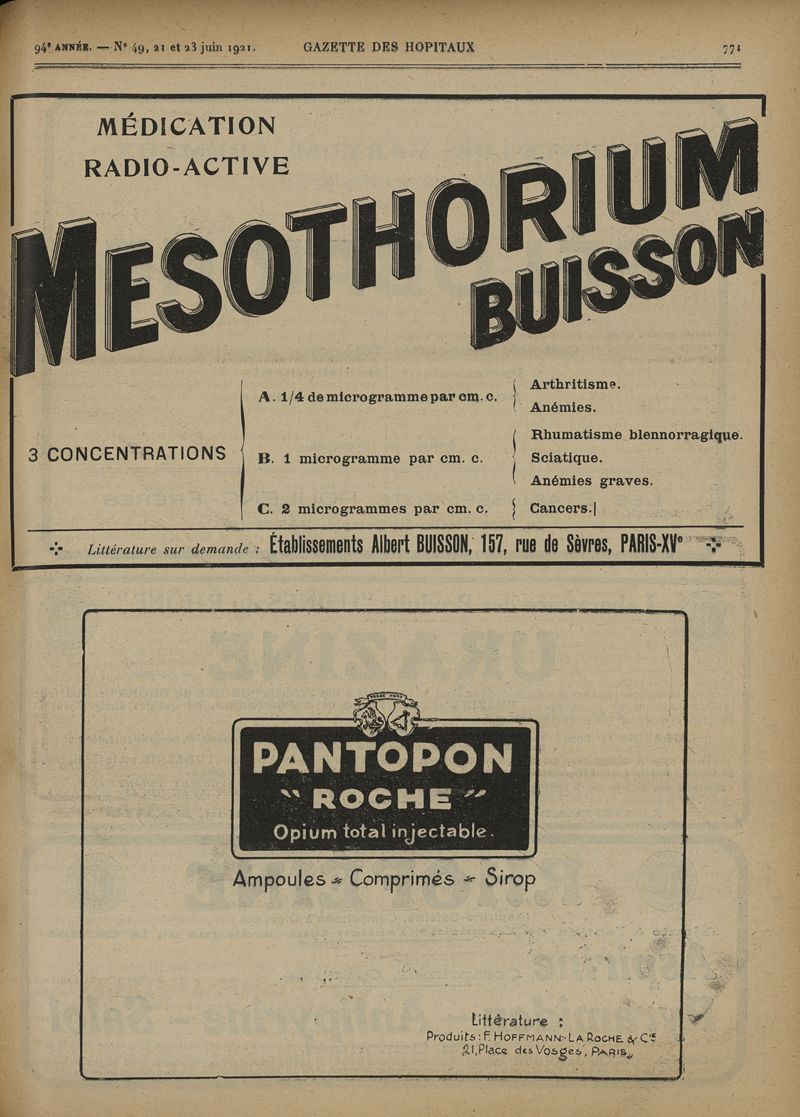 94ᵉ ANNÉE. — Nº 49, 21 et 23 juin 1921. GAZETTE DES HOPITAUX 771
MÉDICATION
RADIO-ACTIVE
MESOTHORIUM
BUISSON
3 CONCENTRATIONS
A. 1/4 de microgramme par cm. c.
Arthritisme.
Anémies.
B. 1 microgramme par cm. c.
Rhumatisme blennorragique.
Sciatique.
Anémies graves.
C. 2 microgrammes par cm. c.
Cancers.
Littérature sur demande : Établissements Albert BUISSON, 157, rue de Sèvres, PARIS-XVᵉ
PANTOPON
"ROCHE"
Opium total injectable.
Ampoules - Comprimés - Sirop
Littérature :
Produits : F. HOFFMANN-LA ROCHE & Cⁱᵉ
21, Place des Vosges, PARIS